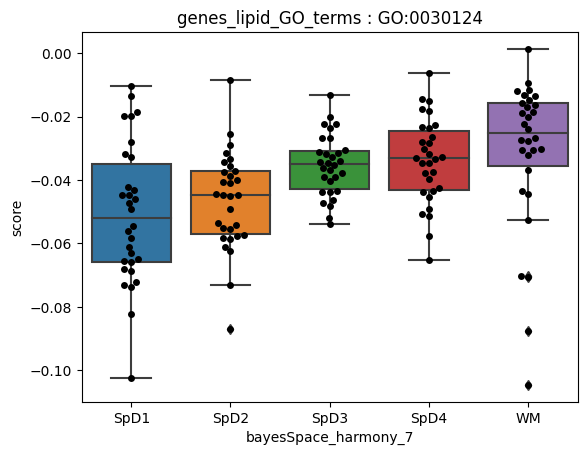 genes_lipid_GO_terms : GO:0030124
0.00
−0.02
−0.04
−0.06
−0.08
−0.10
score
SpD1 SpD2 SpD3 SpD4 WM
bayesSpace_harmony_7